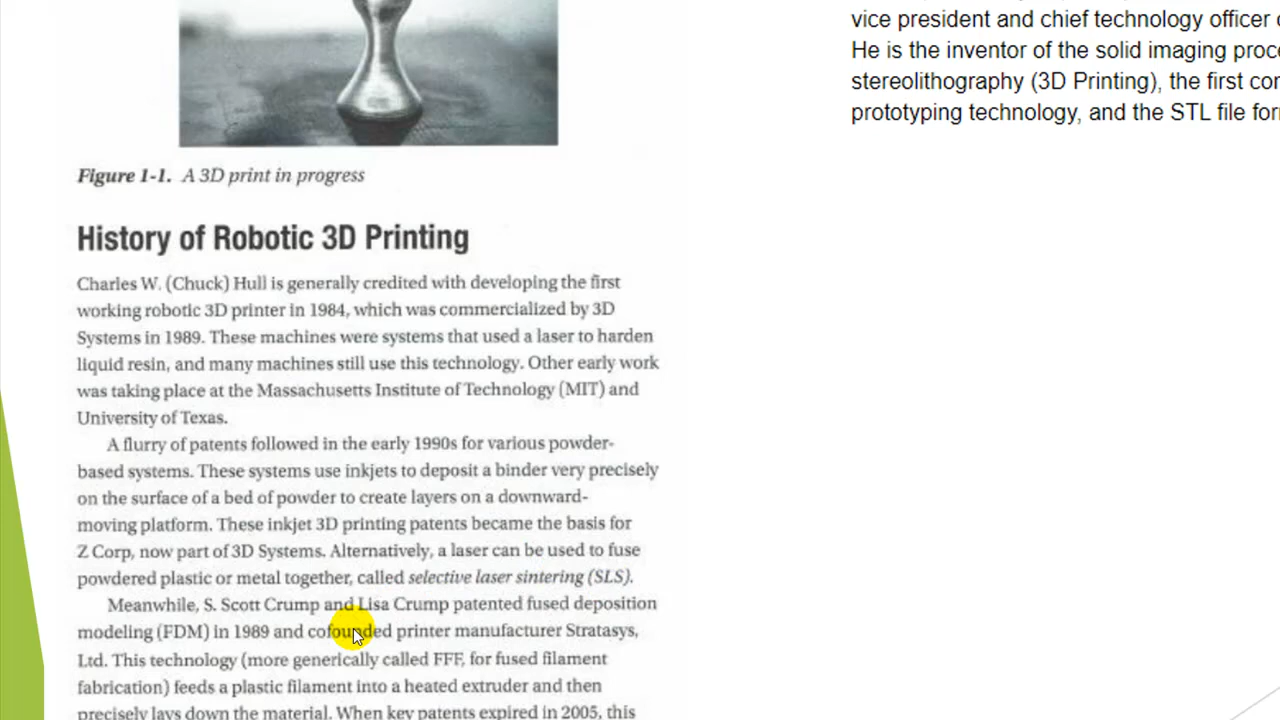 Figure 1-1. A 3D print in progress
History of Robotic 3D Printing
Charles W. (Chuck) Hull is generally credited with developing the first
working robotic 3D printer in 1984, which was commercialized by 3D
Systems in 1989. These machines were systems that used a laser to harden
liquid resin, and many machines still use this technology. Other early work
was taking place at the Massachusetts Institute of Technology (MIT) and
University of Texas.
A flurry of patents followed in the early 1990s for various powder-
based systems. These systems use inkjets to deposit a binder very precisely
on the surface of a bed of powder to create layers on a downward-
moving platform. These inkjet 3D printing patents became the basis for
Z Corp, now part of 3D Systems. Alternatively, a laser can be used to fuse
powdered plastic or metal together, called selective laser sintering (SLS).
Meanwhile, S. Scott Crump and Lisa Crump patented fused deposition
modeling (FDM) in 1989 and cofounded printer manufacturer Stratasys,
Ltd. This technology (more generically called FFF, for fused filament
fabrication) feeds a plastic filament into a heated extruder and then
precisely lays down the material. When key patents expired in 2005, this
vice president and chief technology officer
He is the inventor of the solid imaging
stereolithography (3D Printing), the first
prototyping technology, and the STL file